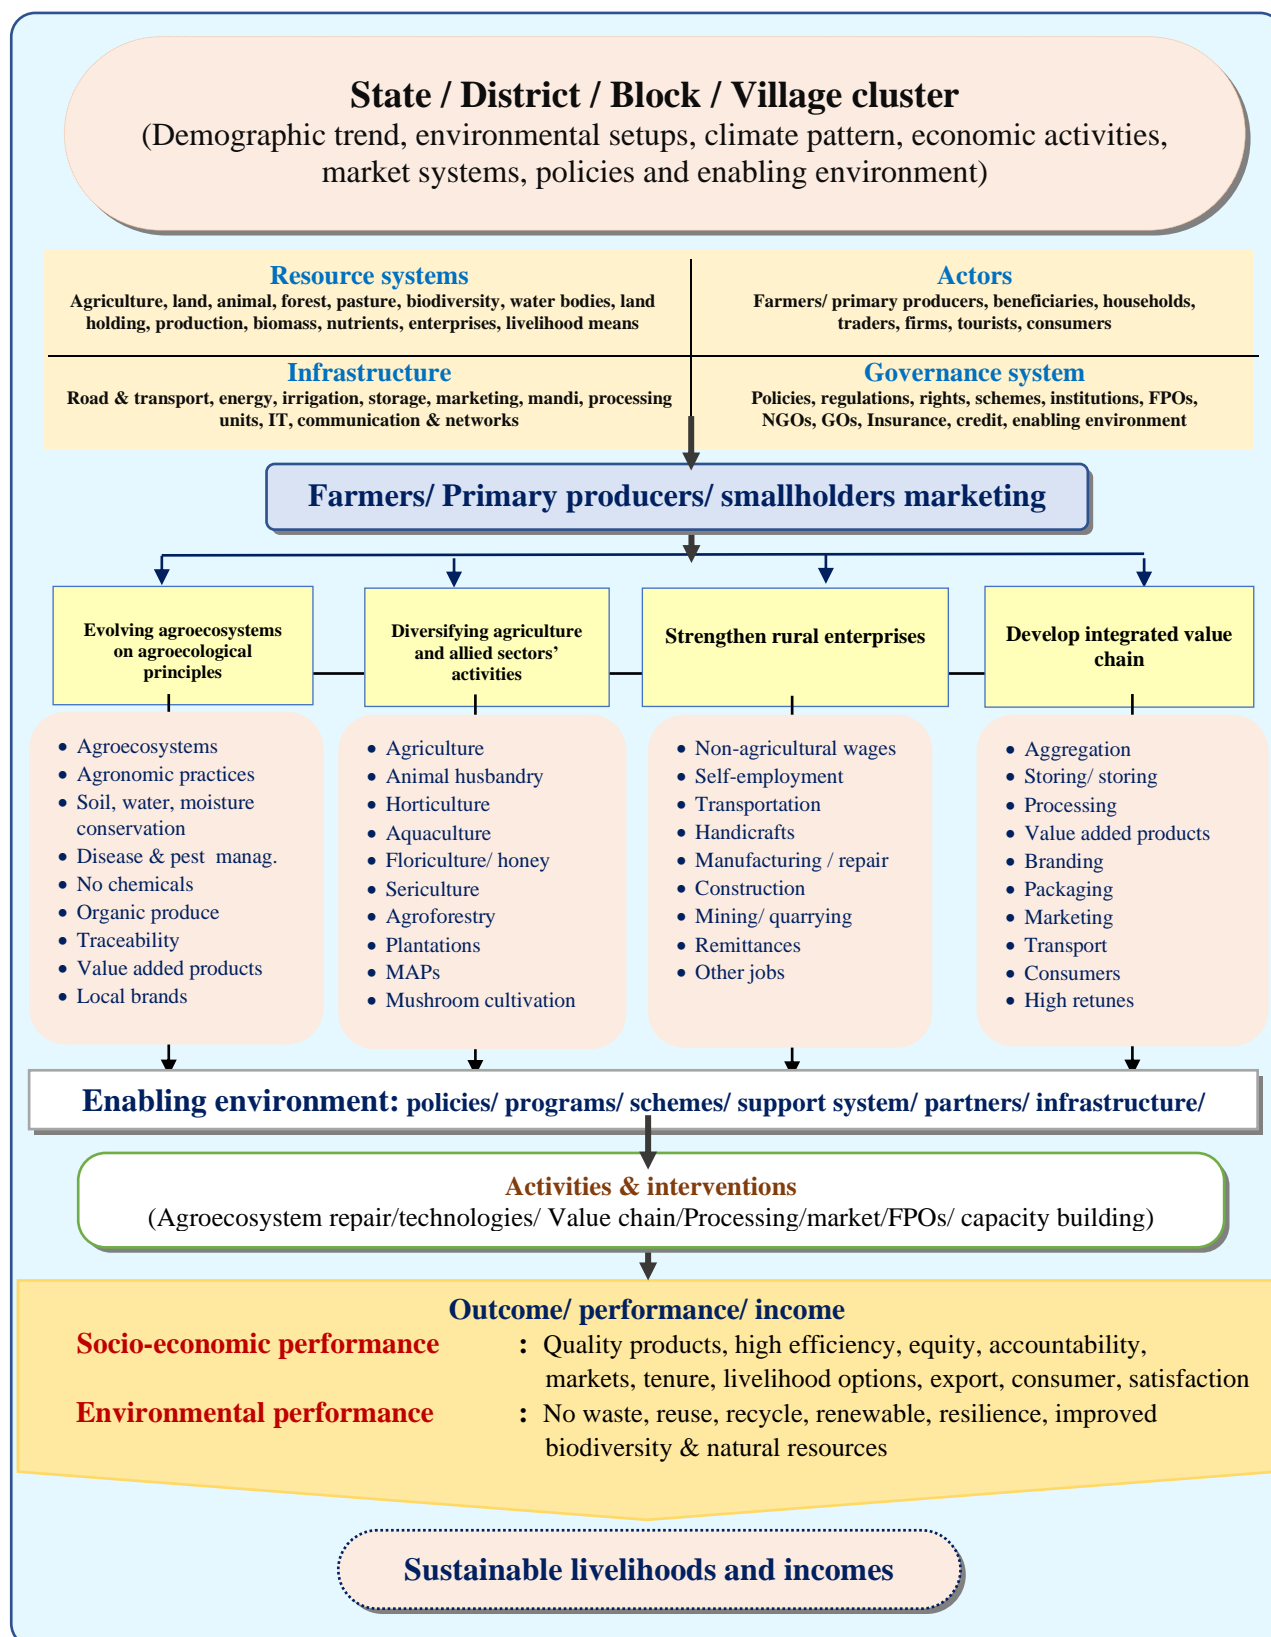 State / District / Block / Village cluster
(Demographic trend, environmental setups, climate pattern, economic activities,
market systems, policies and enabling environment)
Resource systems
Agriculture, land, animal, forest, pasture, biodiversity, water bodies, land
holding, production, biomass, nutrients, enterprises, livelihood means
Actors
Farmers/ primary producers, beneficiaries, households,
traders, firms, tourists, consumers
Infrastructure
Road & transport, energy, irrigation, storage, marketing, mandi, processing
units, IT, communication & networks
Governance system
Policies, regulations, rights, schemes, institutions, FPOs,
NGOs, GOs, Insurance, credit, enabling environment
Farmers/ Primary producers/ smallholders marketing
Evolving agroecosystems
on agroecological
principles
Diversifying agriculture
and allied sectors’
activities
Strengthen rural enterprises
Develop integrated value
chain
• Agroecosystems
• Agronomic practices
• Soil, water, moisture
conservation
• Disease & pest manag.
• No chemicals
• Organic produce
• Traceability
• Value added products
• Local brands
• Agriculture
• Animal husbandry
• Horticulture
• Aquaculture
• Floriculture/ honey
• Sericulture
• Agroforestry
• Plantations
• MAPs
• Mushroom cultivation
• Non-agricultural wages
• Self-employment
• Transportation
• Handicrafts
• Manufacturing / repair
• Construction
• Mining/ quarrying
• Remittances
• Other jobs
• Aggregation
• Storing/ storing
• Processing
• Value added products
• Branding
• Packaging
• Marketing
• Transport
• Consumers
• High retunes
Enabling environment: policies/ programs/ schemes/ support system/ partners/ infrastructure/
Activities & interventions
(Agroecosystem repair/technologies/ Value chain/Processing/market/FPOs/ capacity building)
Outcome/ performance/ income
Socio-economic performance : Quality products, high efficiency, equity, accountability,
markets, tenure, livelihood options, export, consumer, satisfaction
Environmental performance : No waste, reuse, recycle, renewable, resilience, improved
biodiversity & natural resources
Sustainable livelihoods and incomes